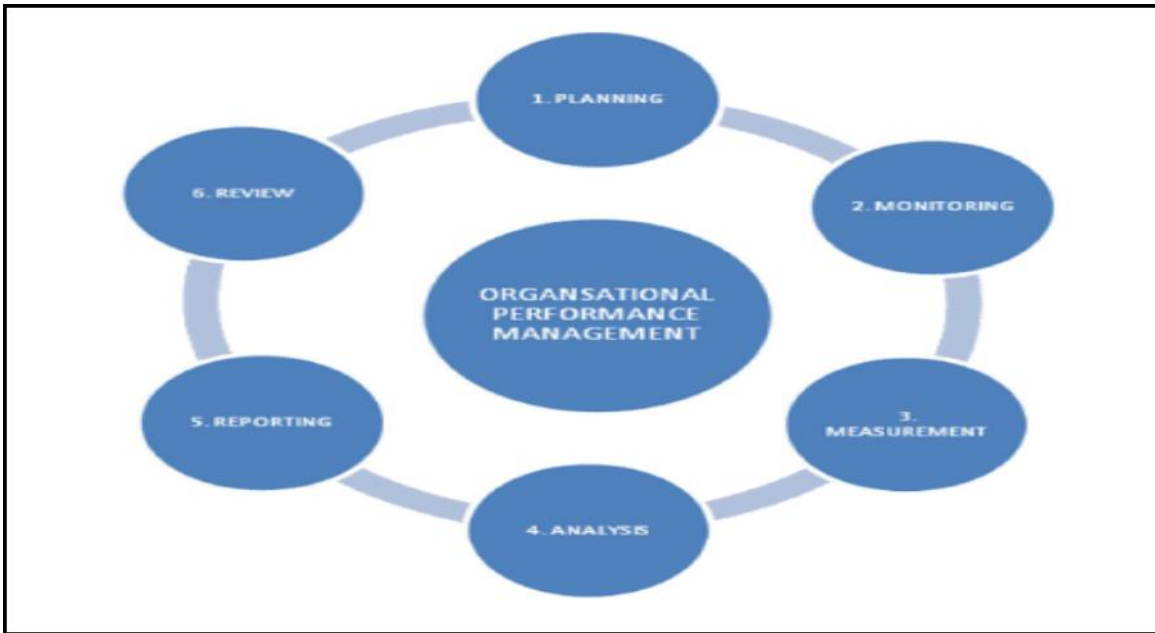 1. PLANNING
2. MONITORING
3.
MEASUREMENT
4. ANALYSIS
5. REPORTING
6. REVIEW
ORGANSATIONAL
PERFORMANCE
MANAGEMENT